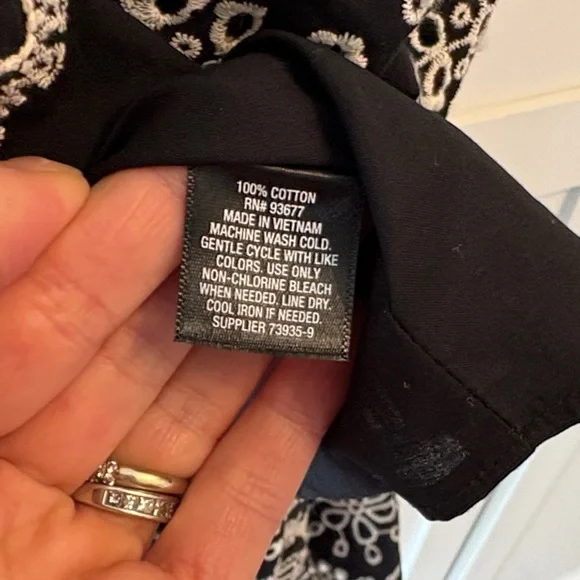 100% COTTON
RN# 93677
MADE IN VIETNAM
MACHINE WASH COLD.
GENTLE CYCLE WITH LIKE
COLORS. USE ONLY
NON-CHLORINE BLEACH
WHEN NEEDED. LINE DRY.
COOL IRON IF NEEDED.
SUPPLIER 73935-9